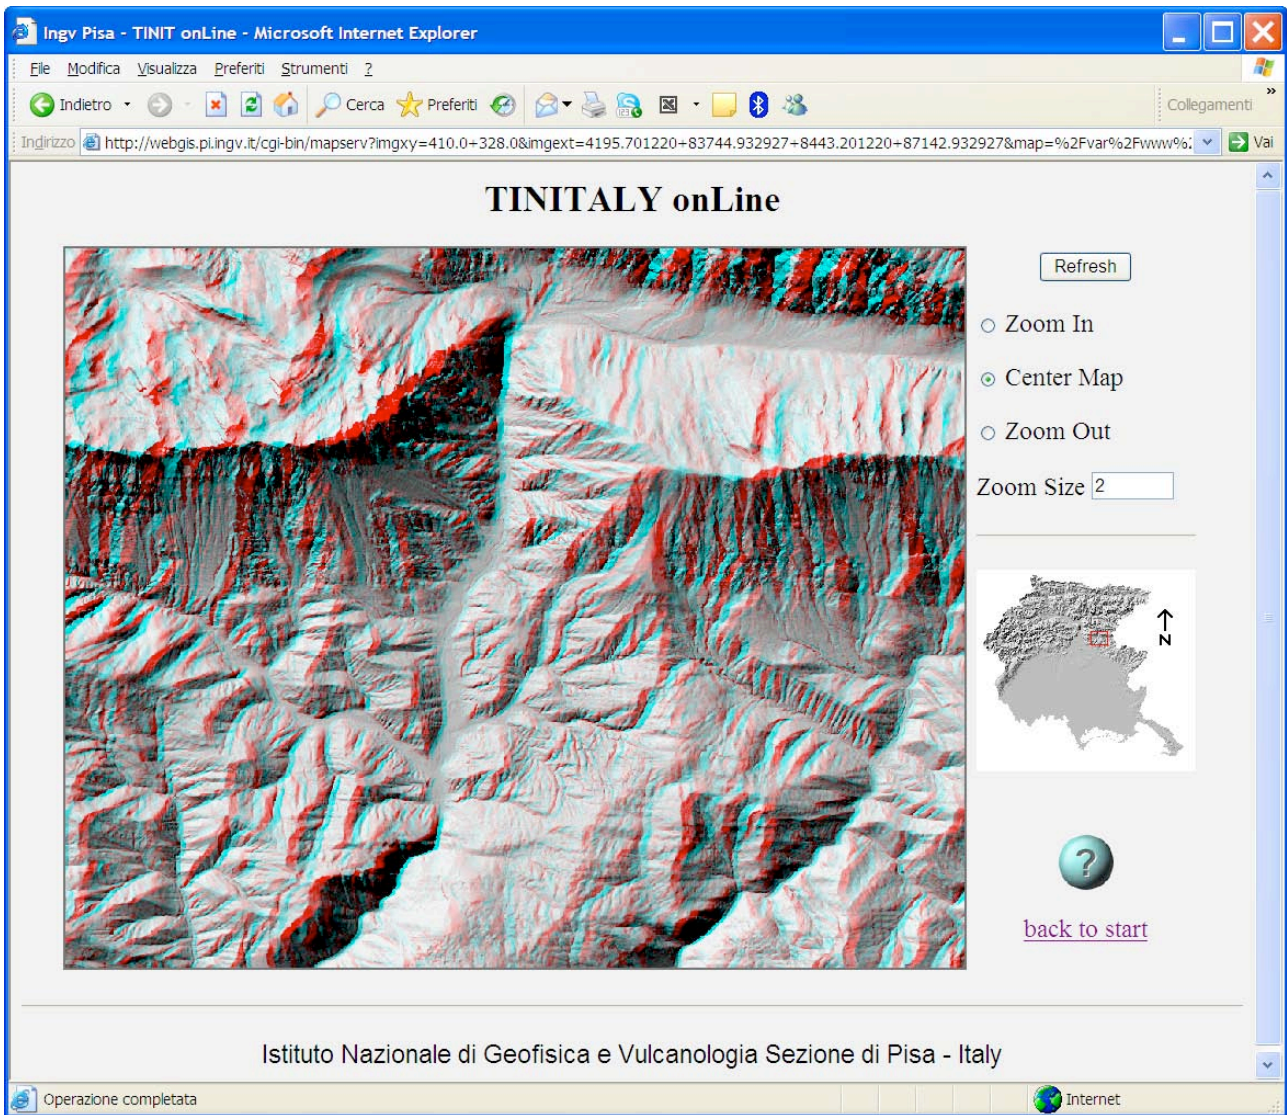 Ingv Pisa - TINIT onLine - Microsoft Internet Explorer
File Modifica Visualizza Preferiti Strumenti ?
Indietro Cerca Preferiti Collegamenti »
Indirizzo http://webgis.pi.ingv.it/cgi-bin/mapserv?imgxy=410.0+328.0&imgext=4195.701220+83744.932927+8443.201220+87142.932927&map=%2Fvar%2Fwww%2 Vai
TINITALY onLine
Refresh
Zoom In
Center Map
Zoom Out
Zoom Size 2
N
?
back to start
Istituto Nazionale di Geofisica e Vulcanologia Sezione di Pisa - Italy
Operazione completata Internet